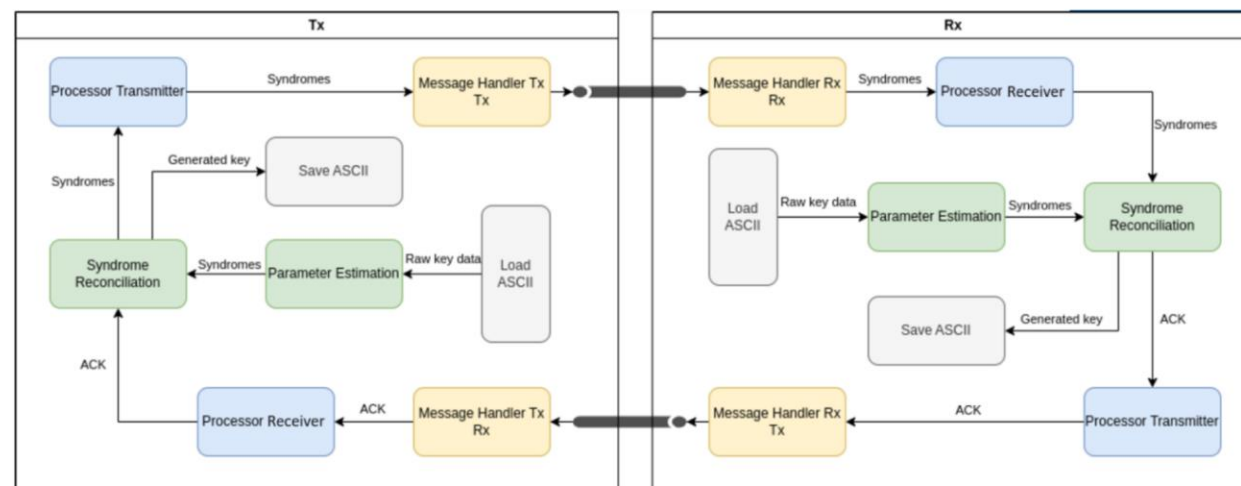 Tx
Processor Transmitter
Syndromes
Message Handler Tx
Tx
Generated key
Save ASCII
Syndromes
Syndrome
Reconciliation
Syndromes
Parameter Estimation
Raw key data
Load
ASCII
ACK
Processor Receiver
ACK
Message Handler Tx
Rx
Rx
Message Handler Rx
Rx
Syndromes
Processor Receiver
Syndromes
Load
ASCII
Raw key data
Parameter Estimation
Syndromes
Syndrome
Reconciliation
Save ASCII
Generated key
ACK
Message Handler Rx
Tx
ACK
Processor Transmitter